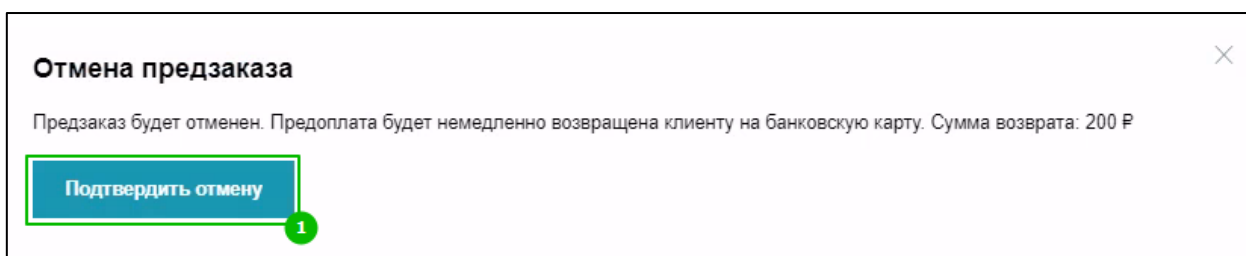 Отмена предзаказа
Предзаказ будет отменен. Предоплата будет немедленно возвращена клиенту на банковскую карту. Сумма возврата: 200 ₽
Подтвердить отмену
1